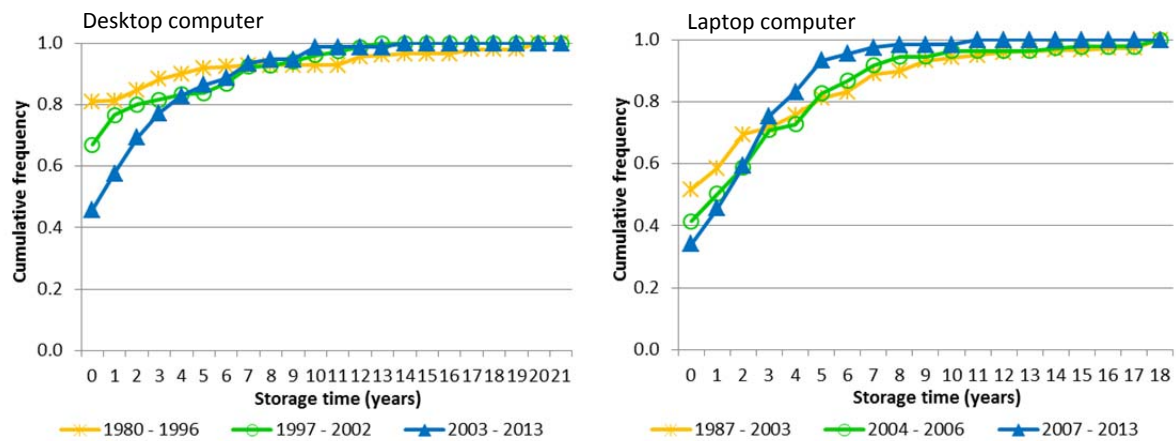 Desktop computer
Cumulative frequency
1.0
0.8
0.6
0.4
0.2
0.0
0 1 2 3 4 5 6 7 8 9 10 11 12 13 14 15 16 17 18 19 20 21
Storage time (years)
1980 - 1996 1997 - 2002 2003 - 2013
Laptop computer
Cumulative frequency
1.0
0.8
0.6
0.4
0.2
0.0
0 1 2 3 4 5 6 7 8 9 10 11 12 13 14 15 16 17 18
Storage time (years)
1987 - 2003 2004 - 2006 2007 - 2013